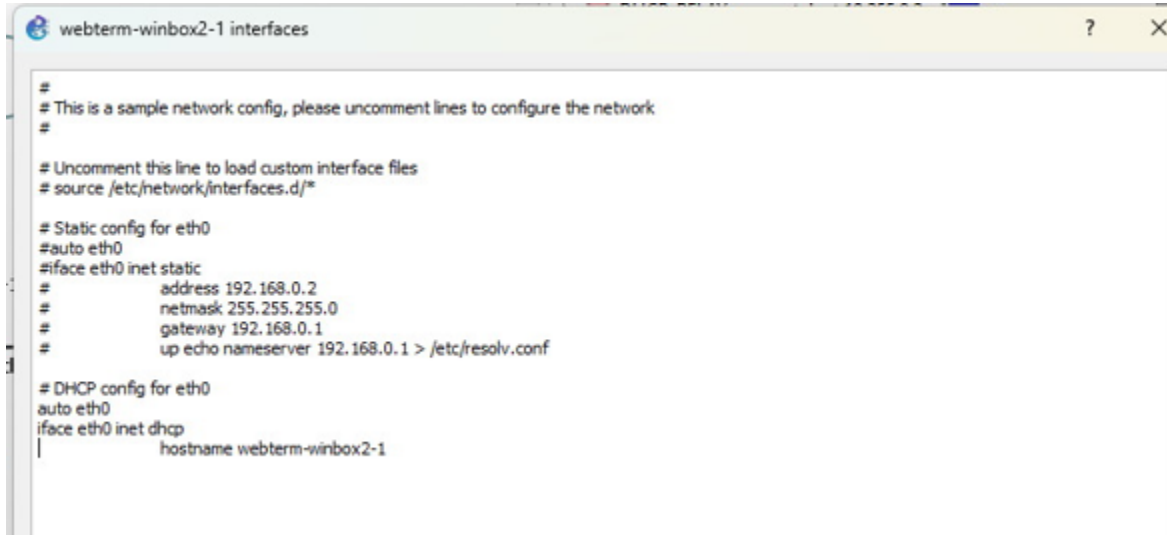 webterm-winbox2-1 interfaces ? ×
#
# This is a sample network config, please uncomment lines to configure the network
#
# Uncomment this line to load custom interface files
# source /etc/network/interfaces.d/*
# Static config for eth0
#auto eth0
#iface eth0 inet static
# address 192.168.0.2
# netmask 255.255.255.0
# gateway 192.168.0.1
# up echo nameserver 192.168.0.1 > /etc/resolv.conf
# DHCP config for eth0
auto eth0
iface eth0 inet dhcp
hostname webterm-winbox2-1